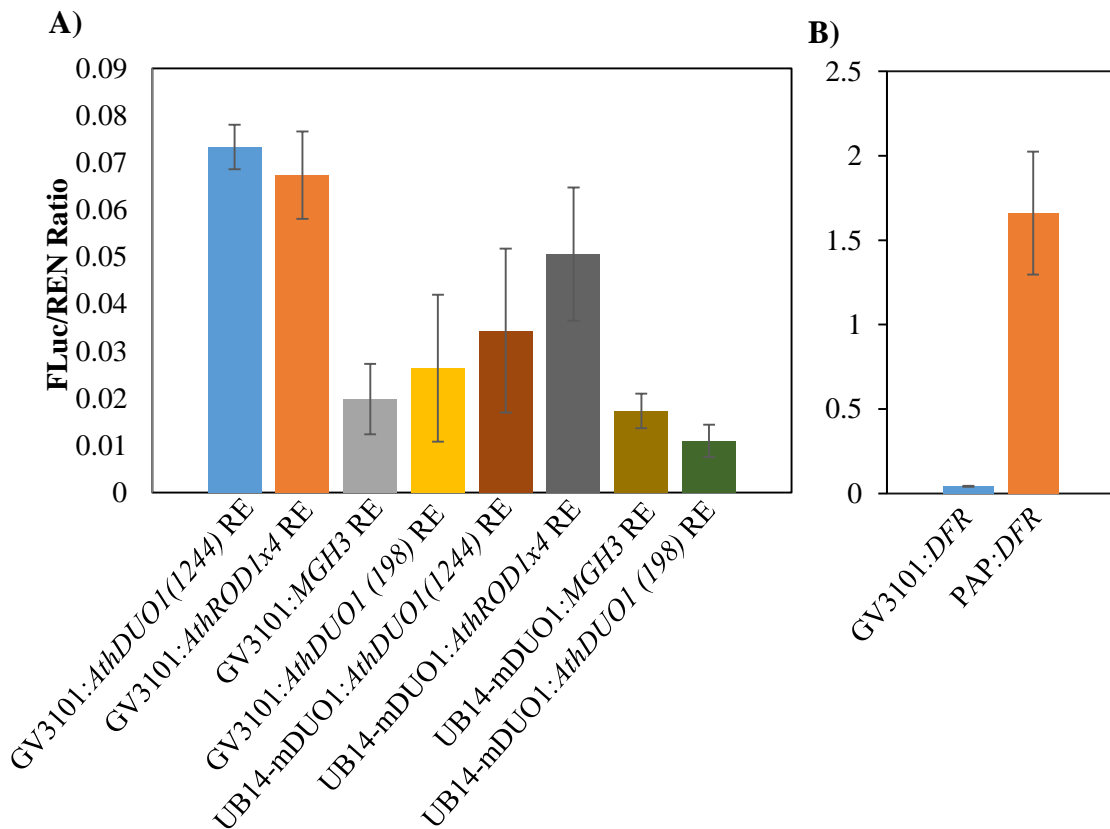 A)
FLuc/REN Ratio
0.09
0.08
0.07
0.06
0.05
0.04
0.03
0.02
0.01
0
GV3101:AthDUO1(1244) RE
GV3101:AthROD1x4 RE
GV3101:MGH3 RE
GV3101:AthDUO1 (198) RE
UB14-mDUO1:AthDUO1(1244) RE
UB14-mDUO1:AthROD1x4 RE
UB14-mDUO1:MGH3 RE
UB14-mDUO1:AthDUO1 (198) RE
B)
2.5
2
1.5
1
0.5
0
GV3101:DFR
PAP:DFR